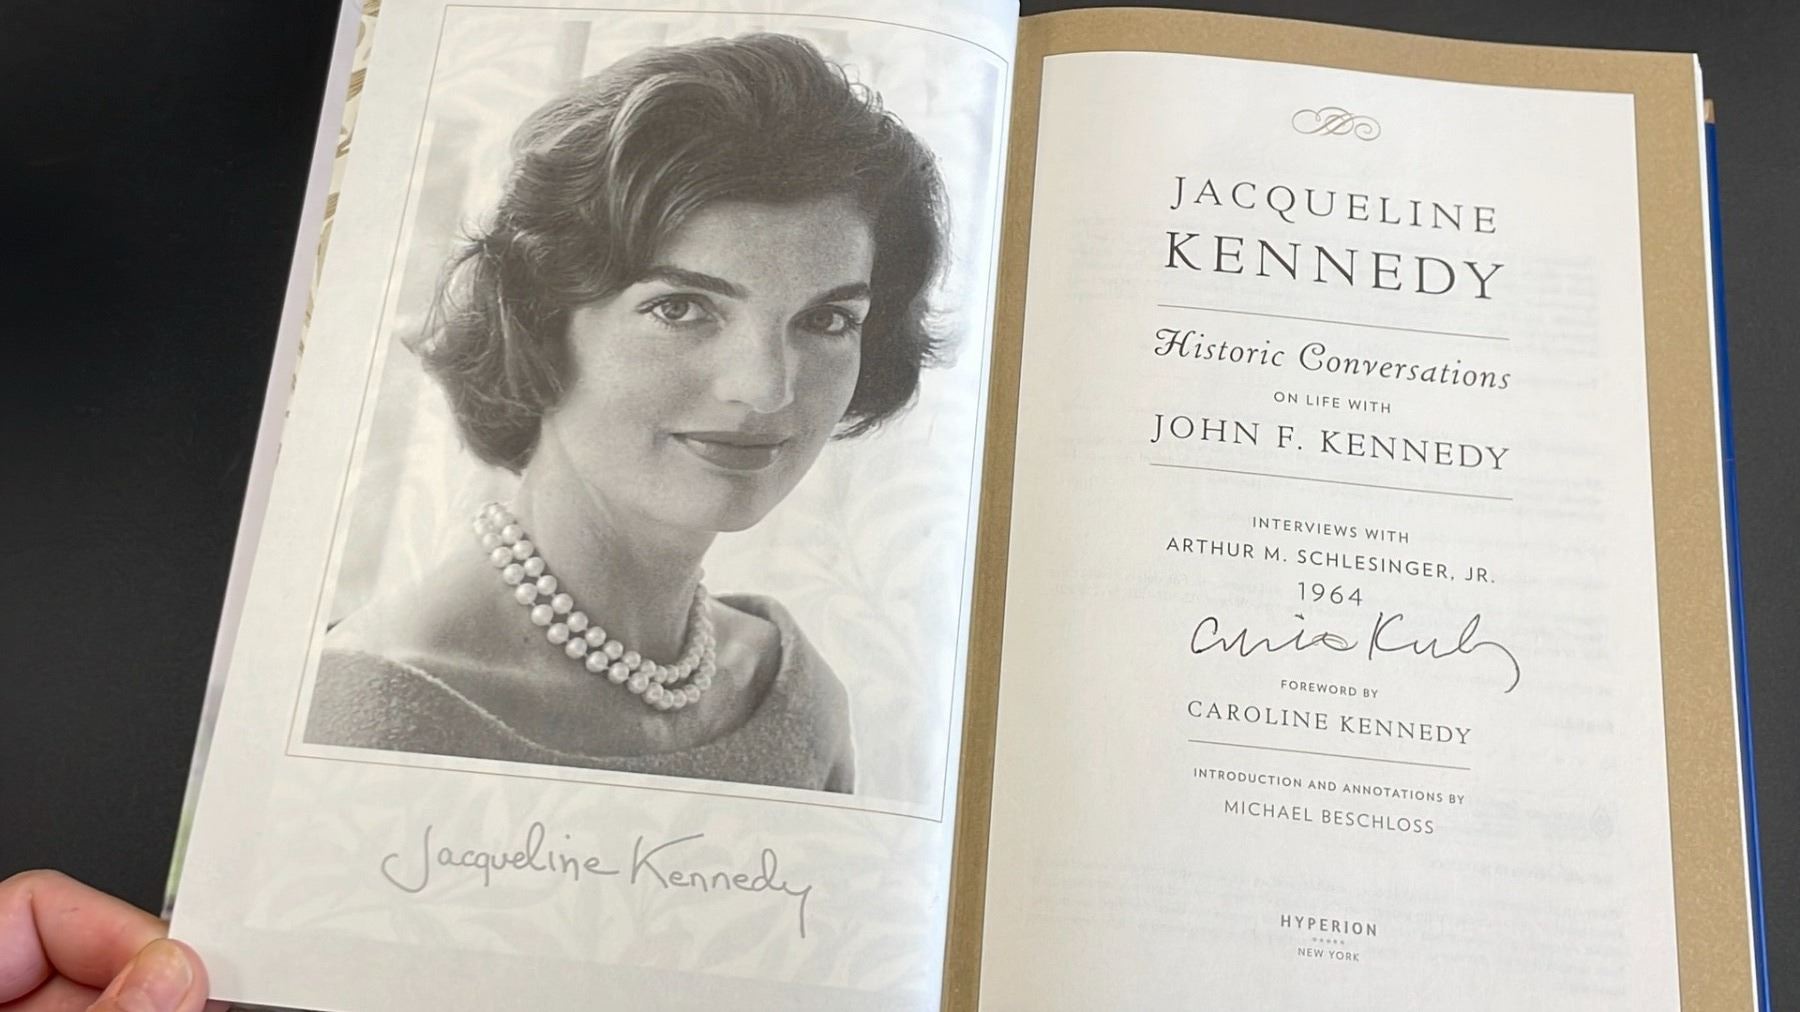 Jacqueline Kennedy
JACQUELINE
KENNEDY
Historic Conversations
ON LIFE WITH
JOHN F. KENNEDY
INTERVIEWS WITH
ARTHUR M. SCHLESINGER, JR.
1964
FOREWORD BY
CAROLINE KENNEDY
INTRODUCTION AND ANNOTATIONS BY
MICHAEL BESCHLOSS
HYPERION
NEW YORK